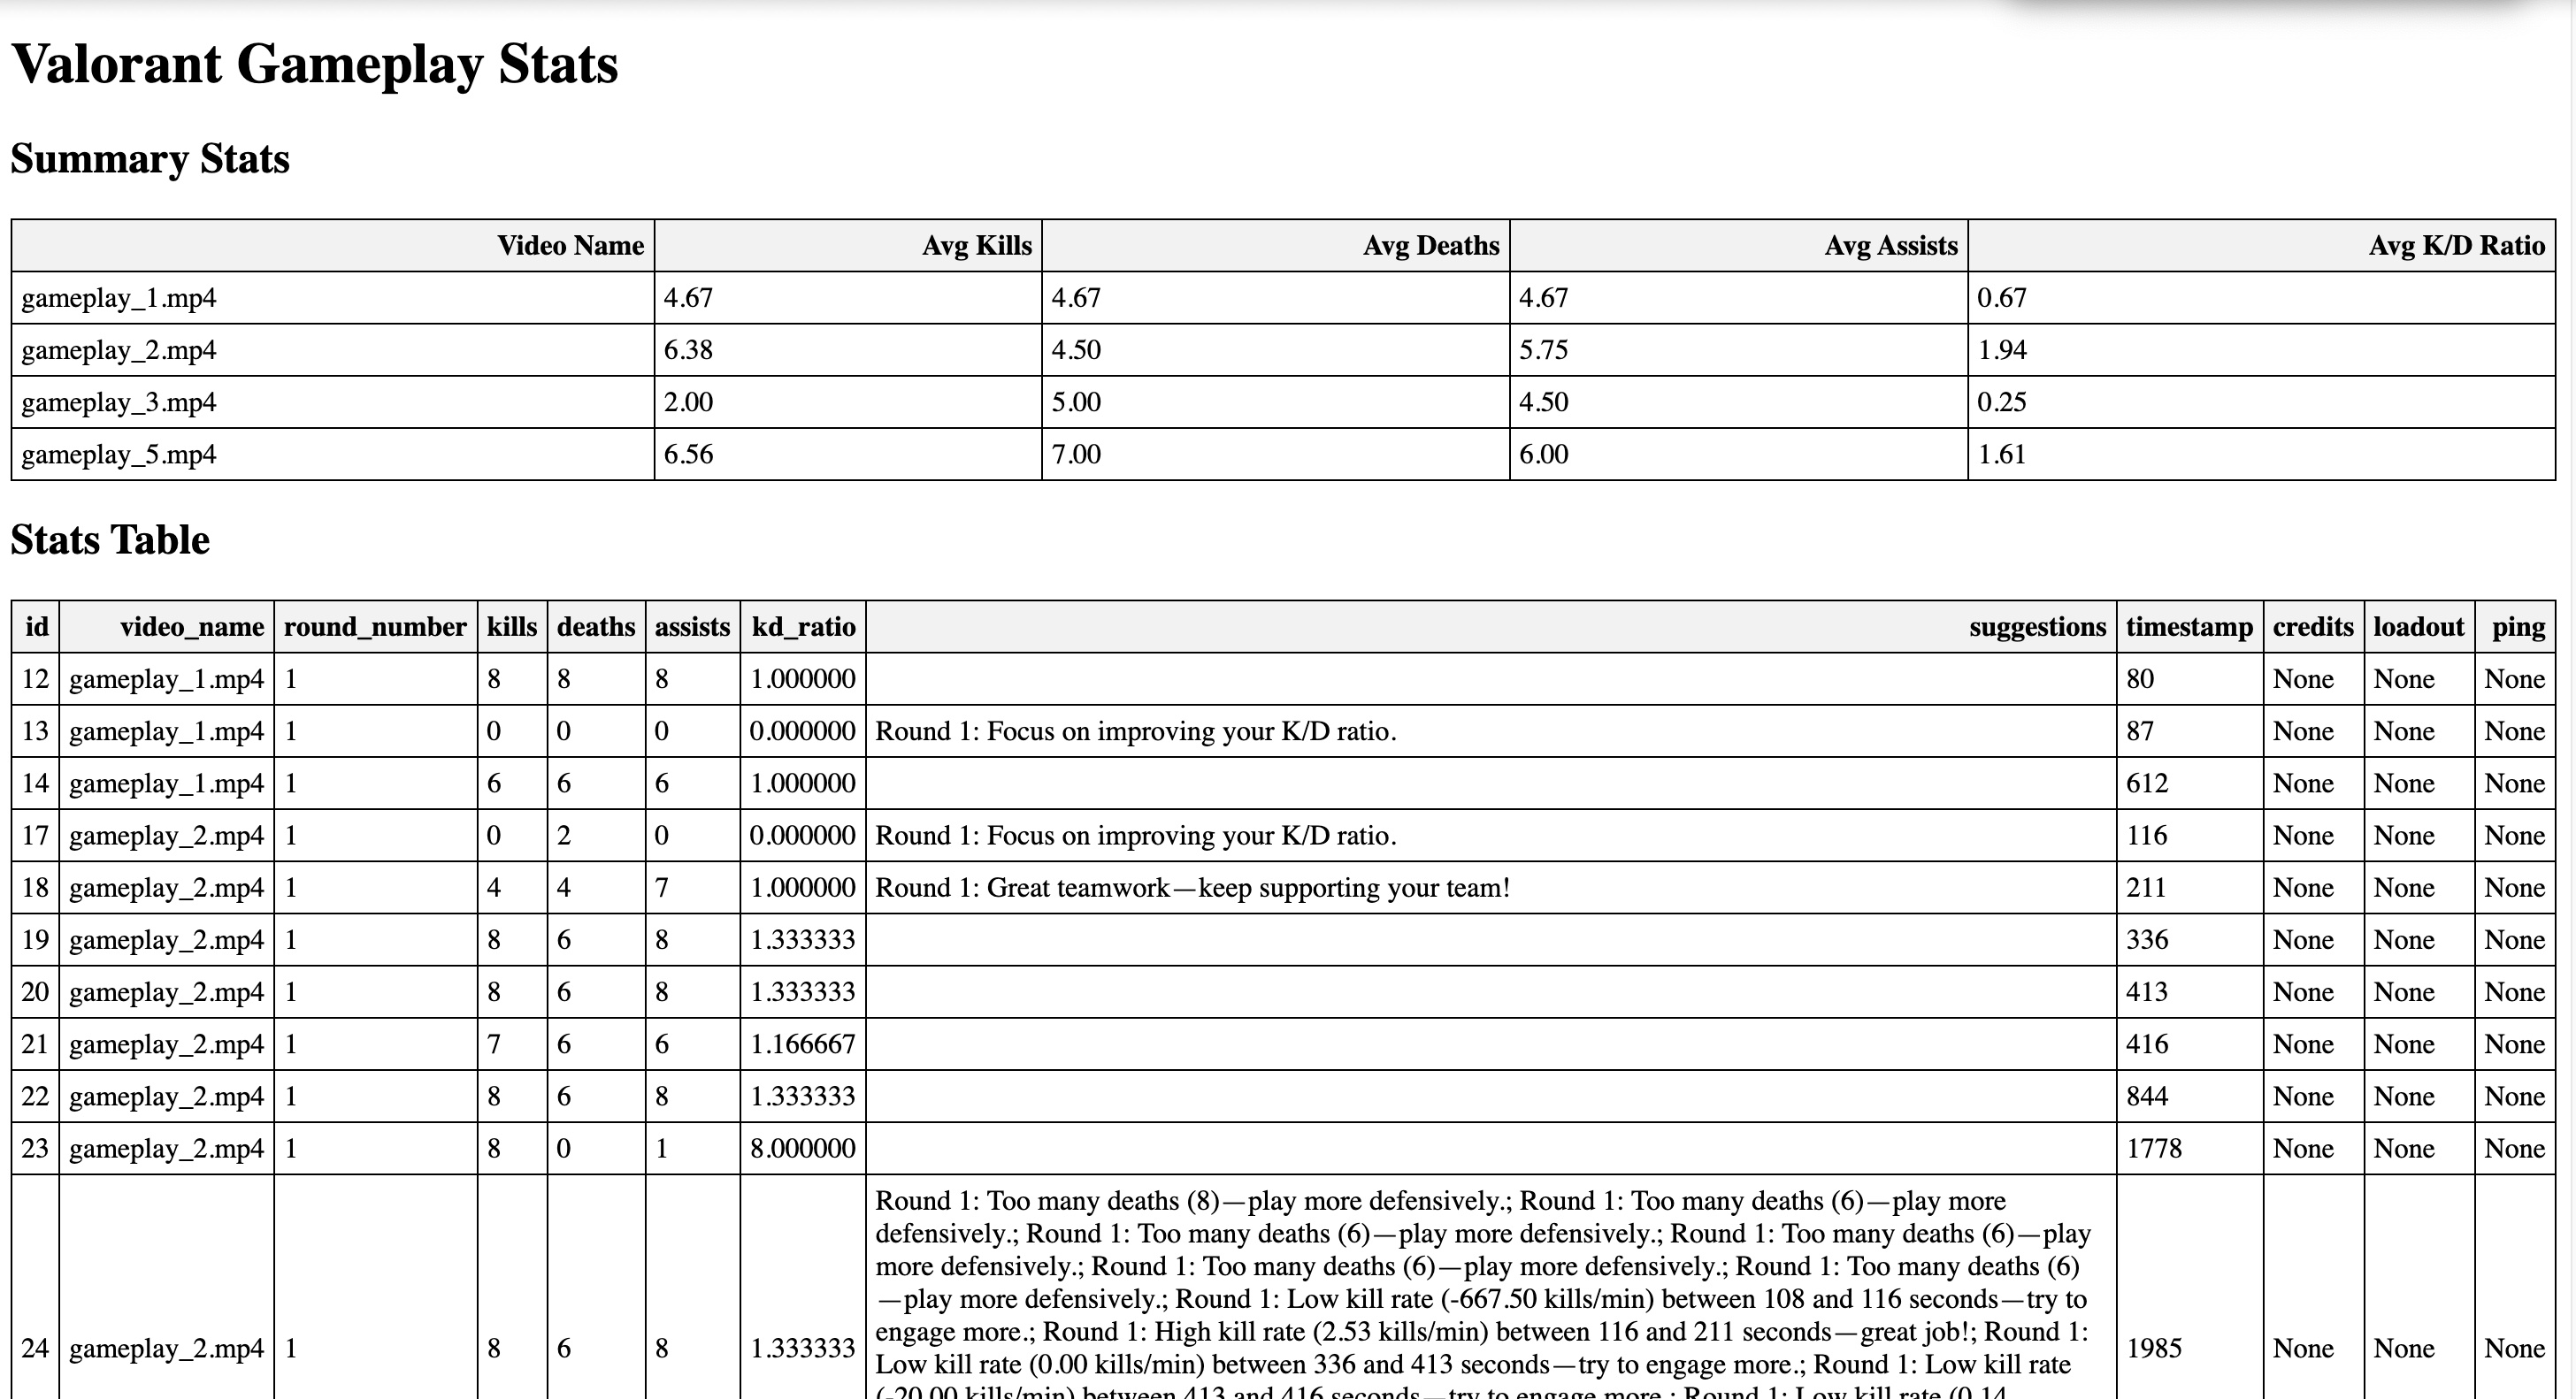 Valorant Gameplay Stats
Summary Stats
Video Name Avg Kills Avg Deaths Avg Assists Avg K/D Ratio
gameplay_1.mp4 4.67 4.67 4.67 0.67
gameplay_2.mp4 6.38 4.50 5.75 1.94
gameplay_3.mp4 2.00 5.00 4.50 0.25
gameplay_5.mp4 6.56 7.00 6.00 1.61
Stats Table
id video_name round_number kills deaths assists kd_ratio suggestions timestamp credits loadout ping
12 gameplay_1.mp4 1 8 8 8 1.000000 80 None None None
13 gameplay_1.mp4 1 0 0 0 0.000000 Round 1: Focus on improving your K/D ratio. 87 None None None
14 gameplay_1.mp4 1 6 6 6 1.000000 612 None None None
17 gameplay_2.mp4 1 0 2 0 0.000000 Round 1: Focus on improving your K/D ratio. 116 None None None
18 gameplay_2.mp4 1 4 4 7 1.000000 Round 1: Great teamwork—keep supporting your team! 211 None None None
19 gameplay_2.mp4 1 8 6 8 1.333333 336 None None None
20 gameplay_2.mp4 1 8 6 8 1.333333 413 None None None
21 gameplay_2.mp4 1 7 6 6 1.166667 416 None None None
22 gameplay_2.mp4 1 8 6 8 1.333333 844 None None None
23 gameplay_2.mp4 1 8 0 1 8.000000 1778 None None None
24 gameplay_2.mp4 1 8 6 8 1.333333
Round 1: Too many deaths (8)—play more defensively.; Round 1: Too many deaths (6)—play more
defensively.; Round 1: Too many deaths (6)—play more defensively.; Round 1: Too many deaths (6)—play
more defensively.; Round 1: Too many deaths (6)—play more defensively.; Round 1: Too many deaths (6)
—play more defensively.; Round 1: Low kill rate (-667.50 kills/min) between 108 and 116 seconds—try to
engage more.; Round 1: High kill rate (2.53 kills/min) between 116 and 211 seconds—great job!; Round 1:
Low kill rate (0.00 kills/min) between 336 and 413 seconds—try to engage more.; Round 1: Low kill rate
(-20.00 kills/min) between 413 and 416 seconds—try to engage more.; Round 1: Low kill rate (0.14
1985 None None None